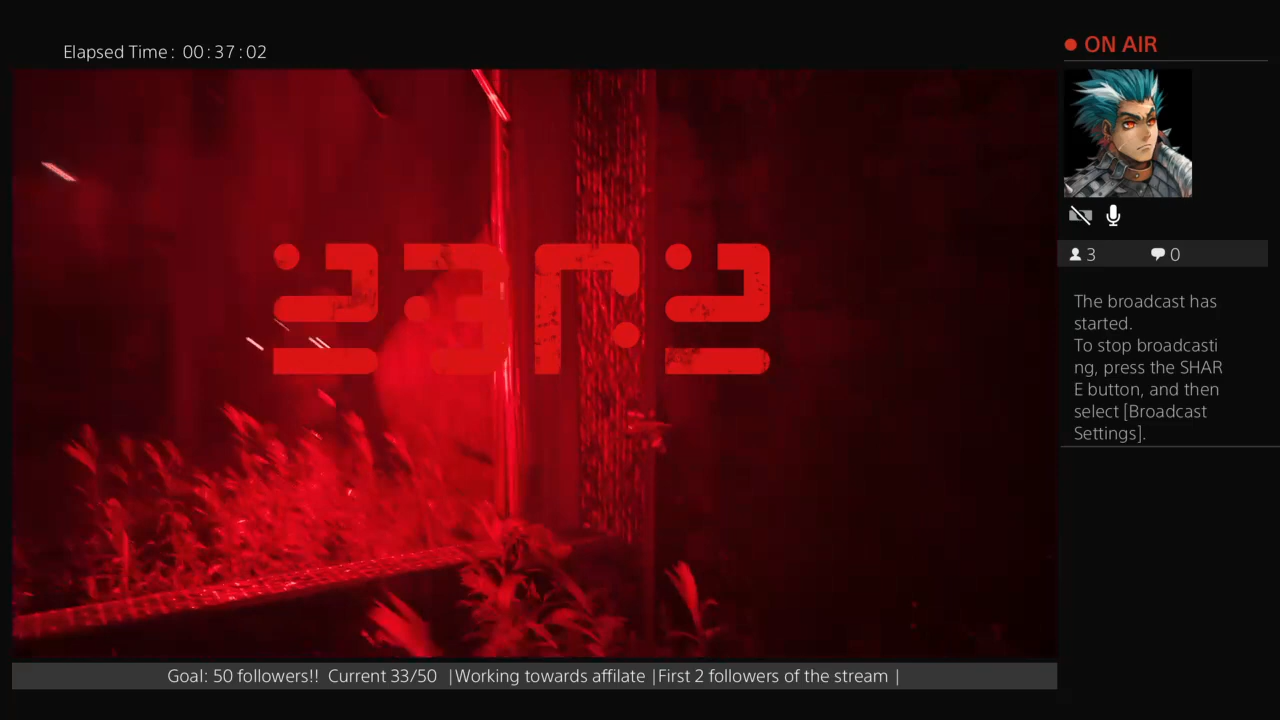 Elapsed Time: 00:37:02
ON AIR
3
0
The broadcast has
started.
To stop broadcasti
ng, press the SHAR
E button, and then
select [Broadcast
Settings].
Goal: 50 followers!! Current 33/50 |Working towards affilate |First 2 followers of the stream |